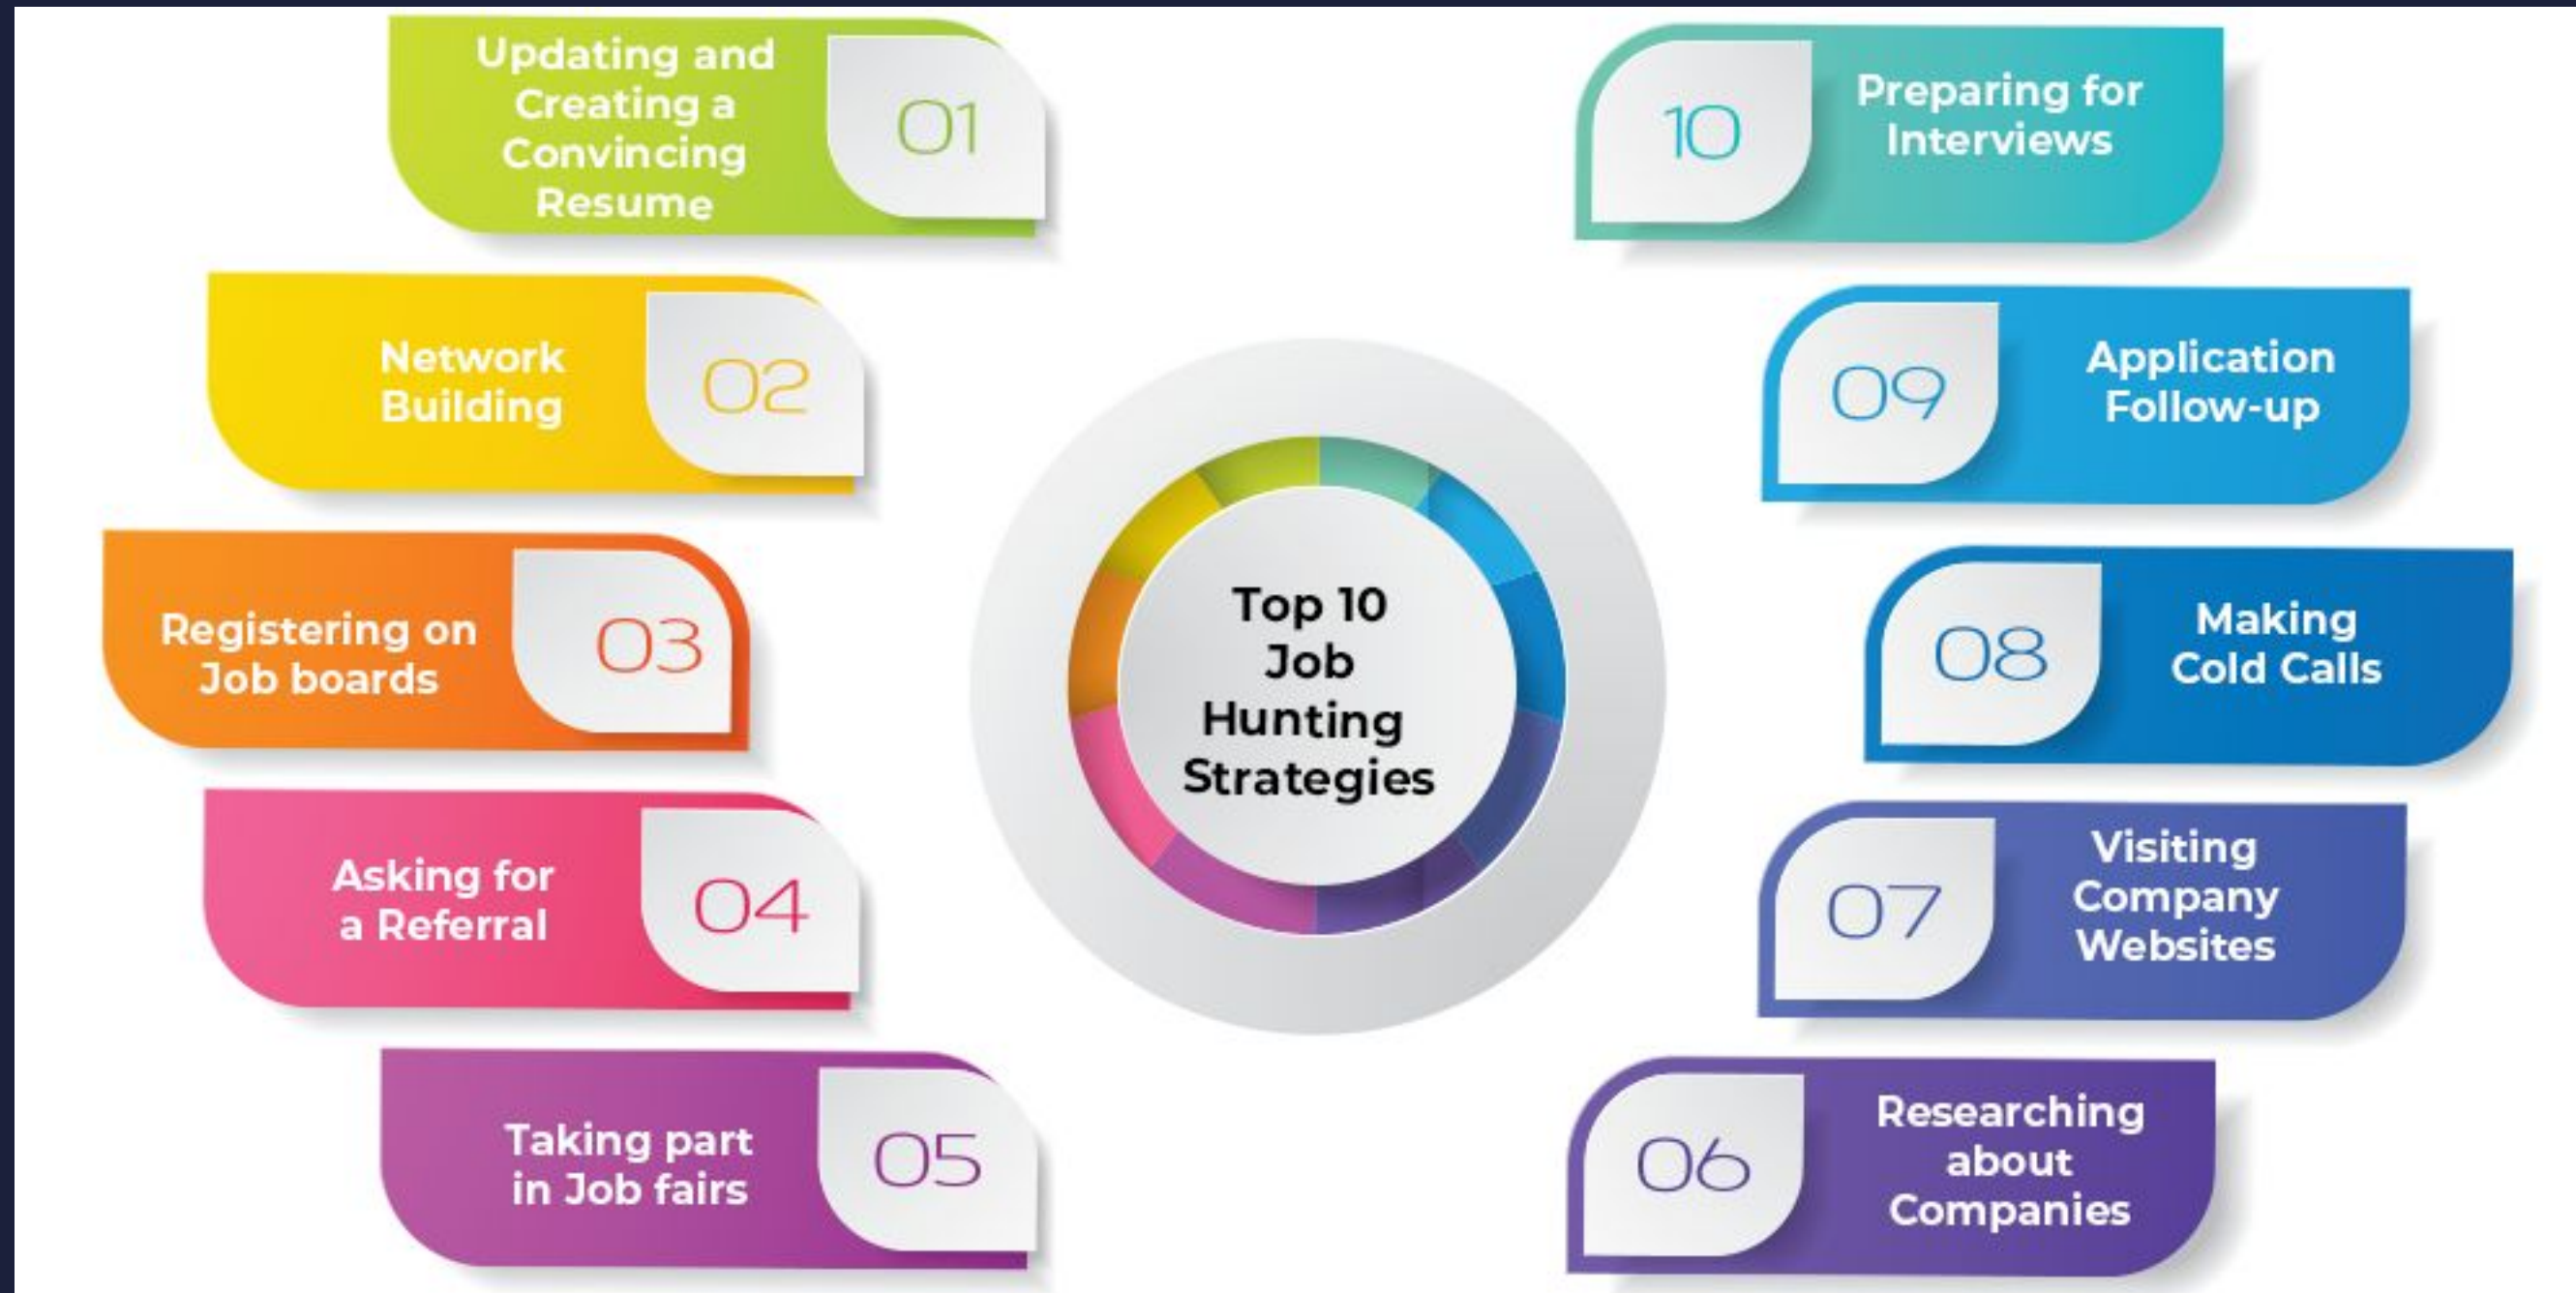 Updating and
Creating a
Convincing
Resume
01
Network
Building
02
Registering on
Job boards
03
Asking for
a Referral
04
Taking part
in Job fairs
05
Top 10
Job
Hunting
Strategies
10
Preparing for
Interviews
09
Application
Follow-up
08
Making
Cold Calls
07
Visiting
Company
Websites
06
Researching
about
Companies